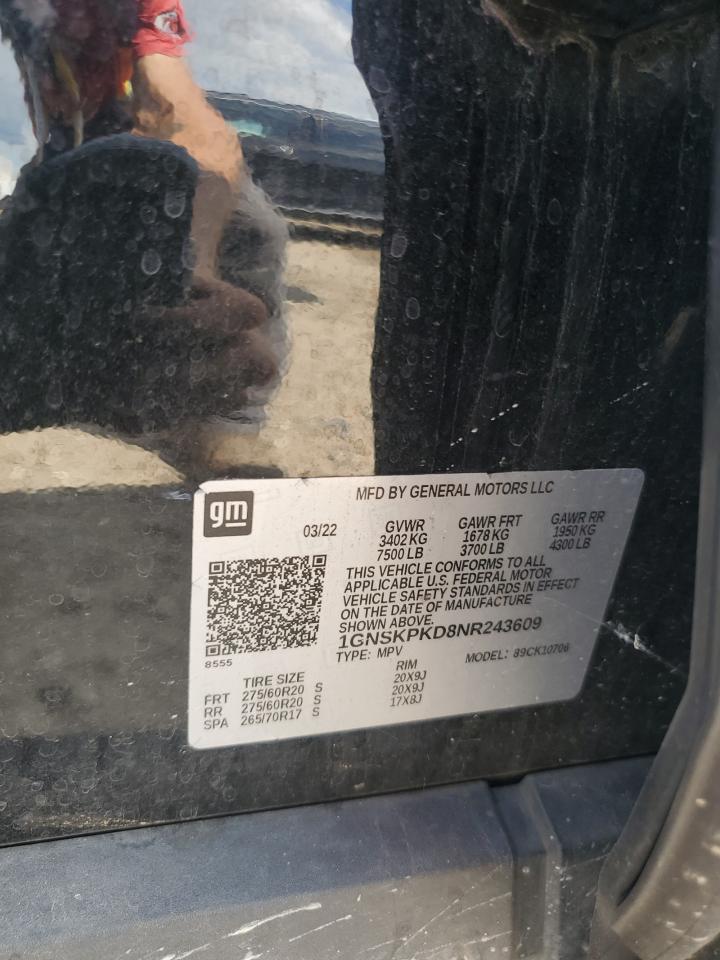 gm
MFD BY GENERAL MOTORS LLC
03/22
GVWR
3402 KG
7500 LB
GAWR FRT
1678 KG
3700 LB
GAWR RR
1950 KG
4300 LB
THIS VEHICLE CONFORMS TO ALL
APPLICABLE U.S. FEDERAL MOTOR
VEHICLE SAFETY STANDARDS IN EFFECT
ON THE DATE OF MANUFACTURE
SHOWN ABOVE.
1GNSKPKD8NR243609
TYPE: MPV
MODEL: 89CK10706
8555
TIRE SIZE RIM
FRT 275/60R20 S 20X9J
RR 275/60R20 S 20X9J
SPA 265/70R17 S 17X8J